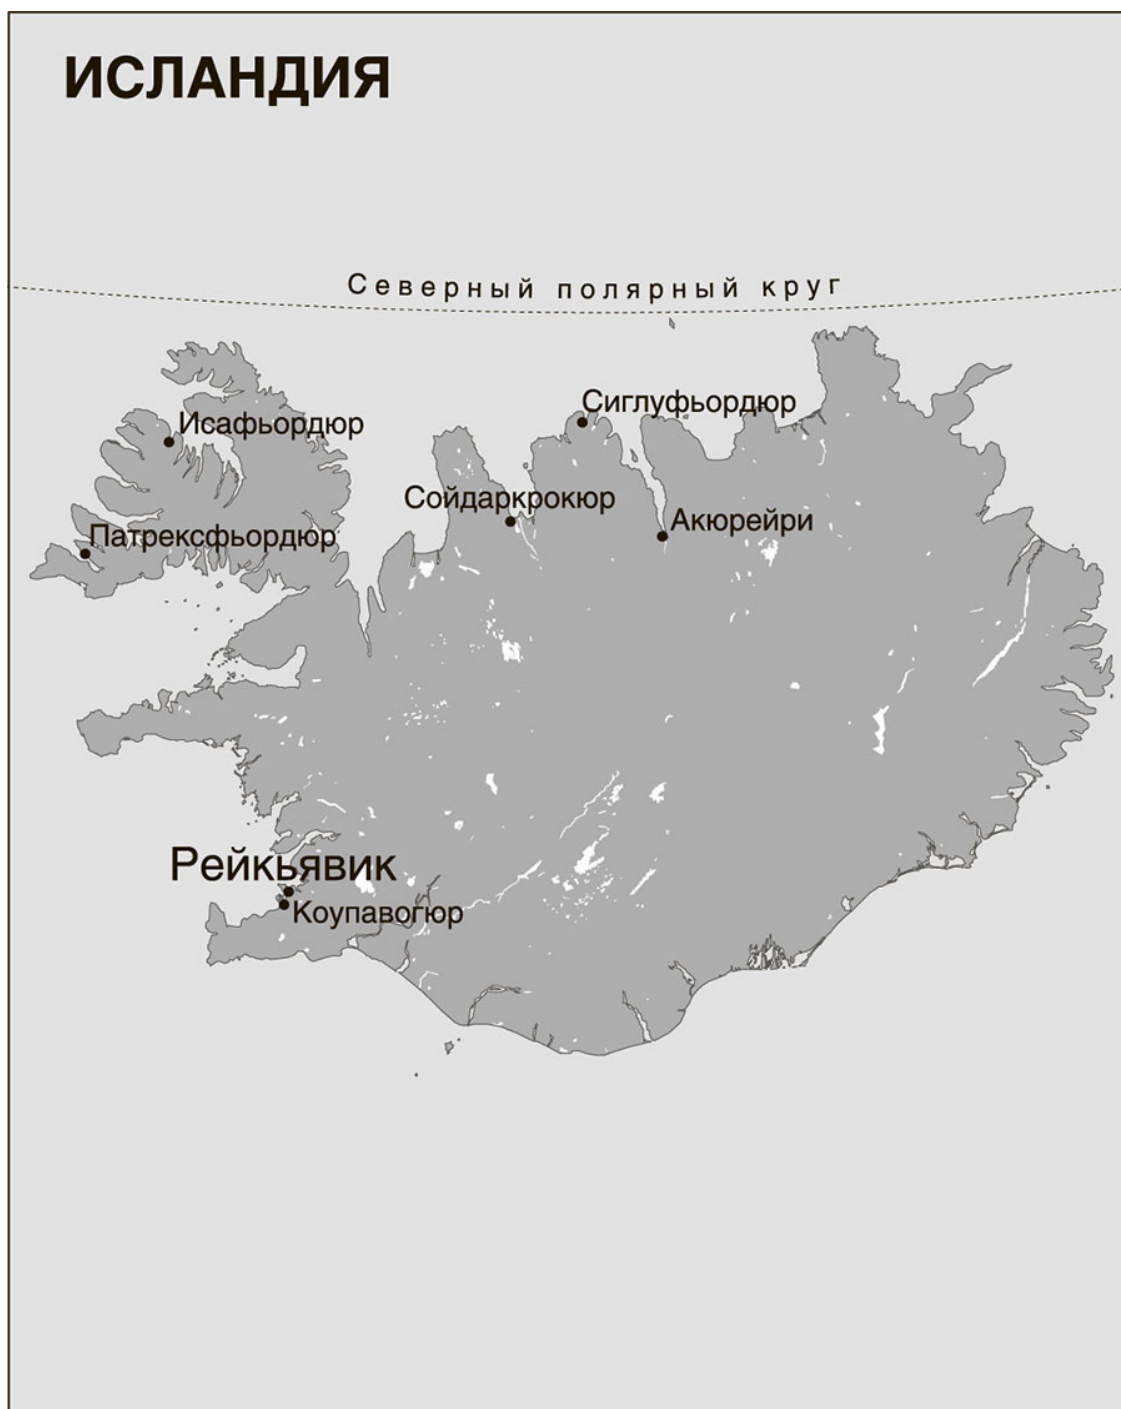 ИСЛАНДИЯ
Северный полярный круг
Сиглуфьордюр
Исафьордюр
Сойдаркрокюр
Акюрейри
Патрексфьордюр
Рейкьявик
Коупавогюр